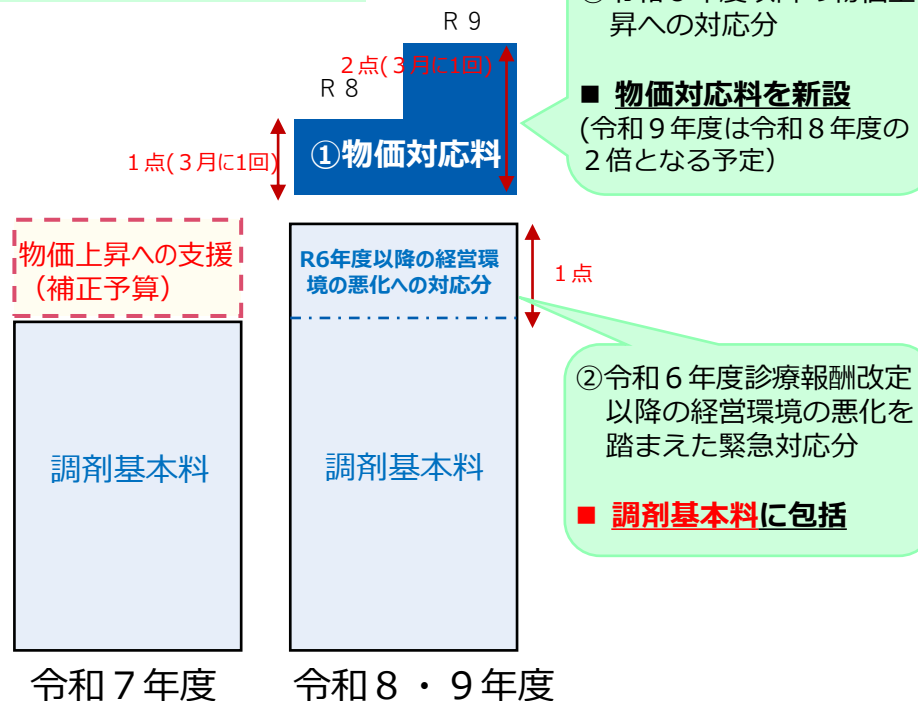 R９
２点(３月に1回)
R８
１点(３月に1回)
①物価対応料
昇への対応分
■ 物価対応料を新設
(令和９年度は令和８年度の
２倍となる予定）
物価上昇への支援
（補正予算）
R6年度以降の経営環
境の悪化への対応分
１点
調剤基本料
調剤基本料
②令和６年度診療報酬改定
以降の経営環境の悪化を
踏まえた緊急対応分
■ 調剤基本料に包括
令和７年度
令和８・９年度